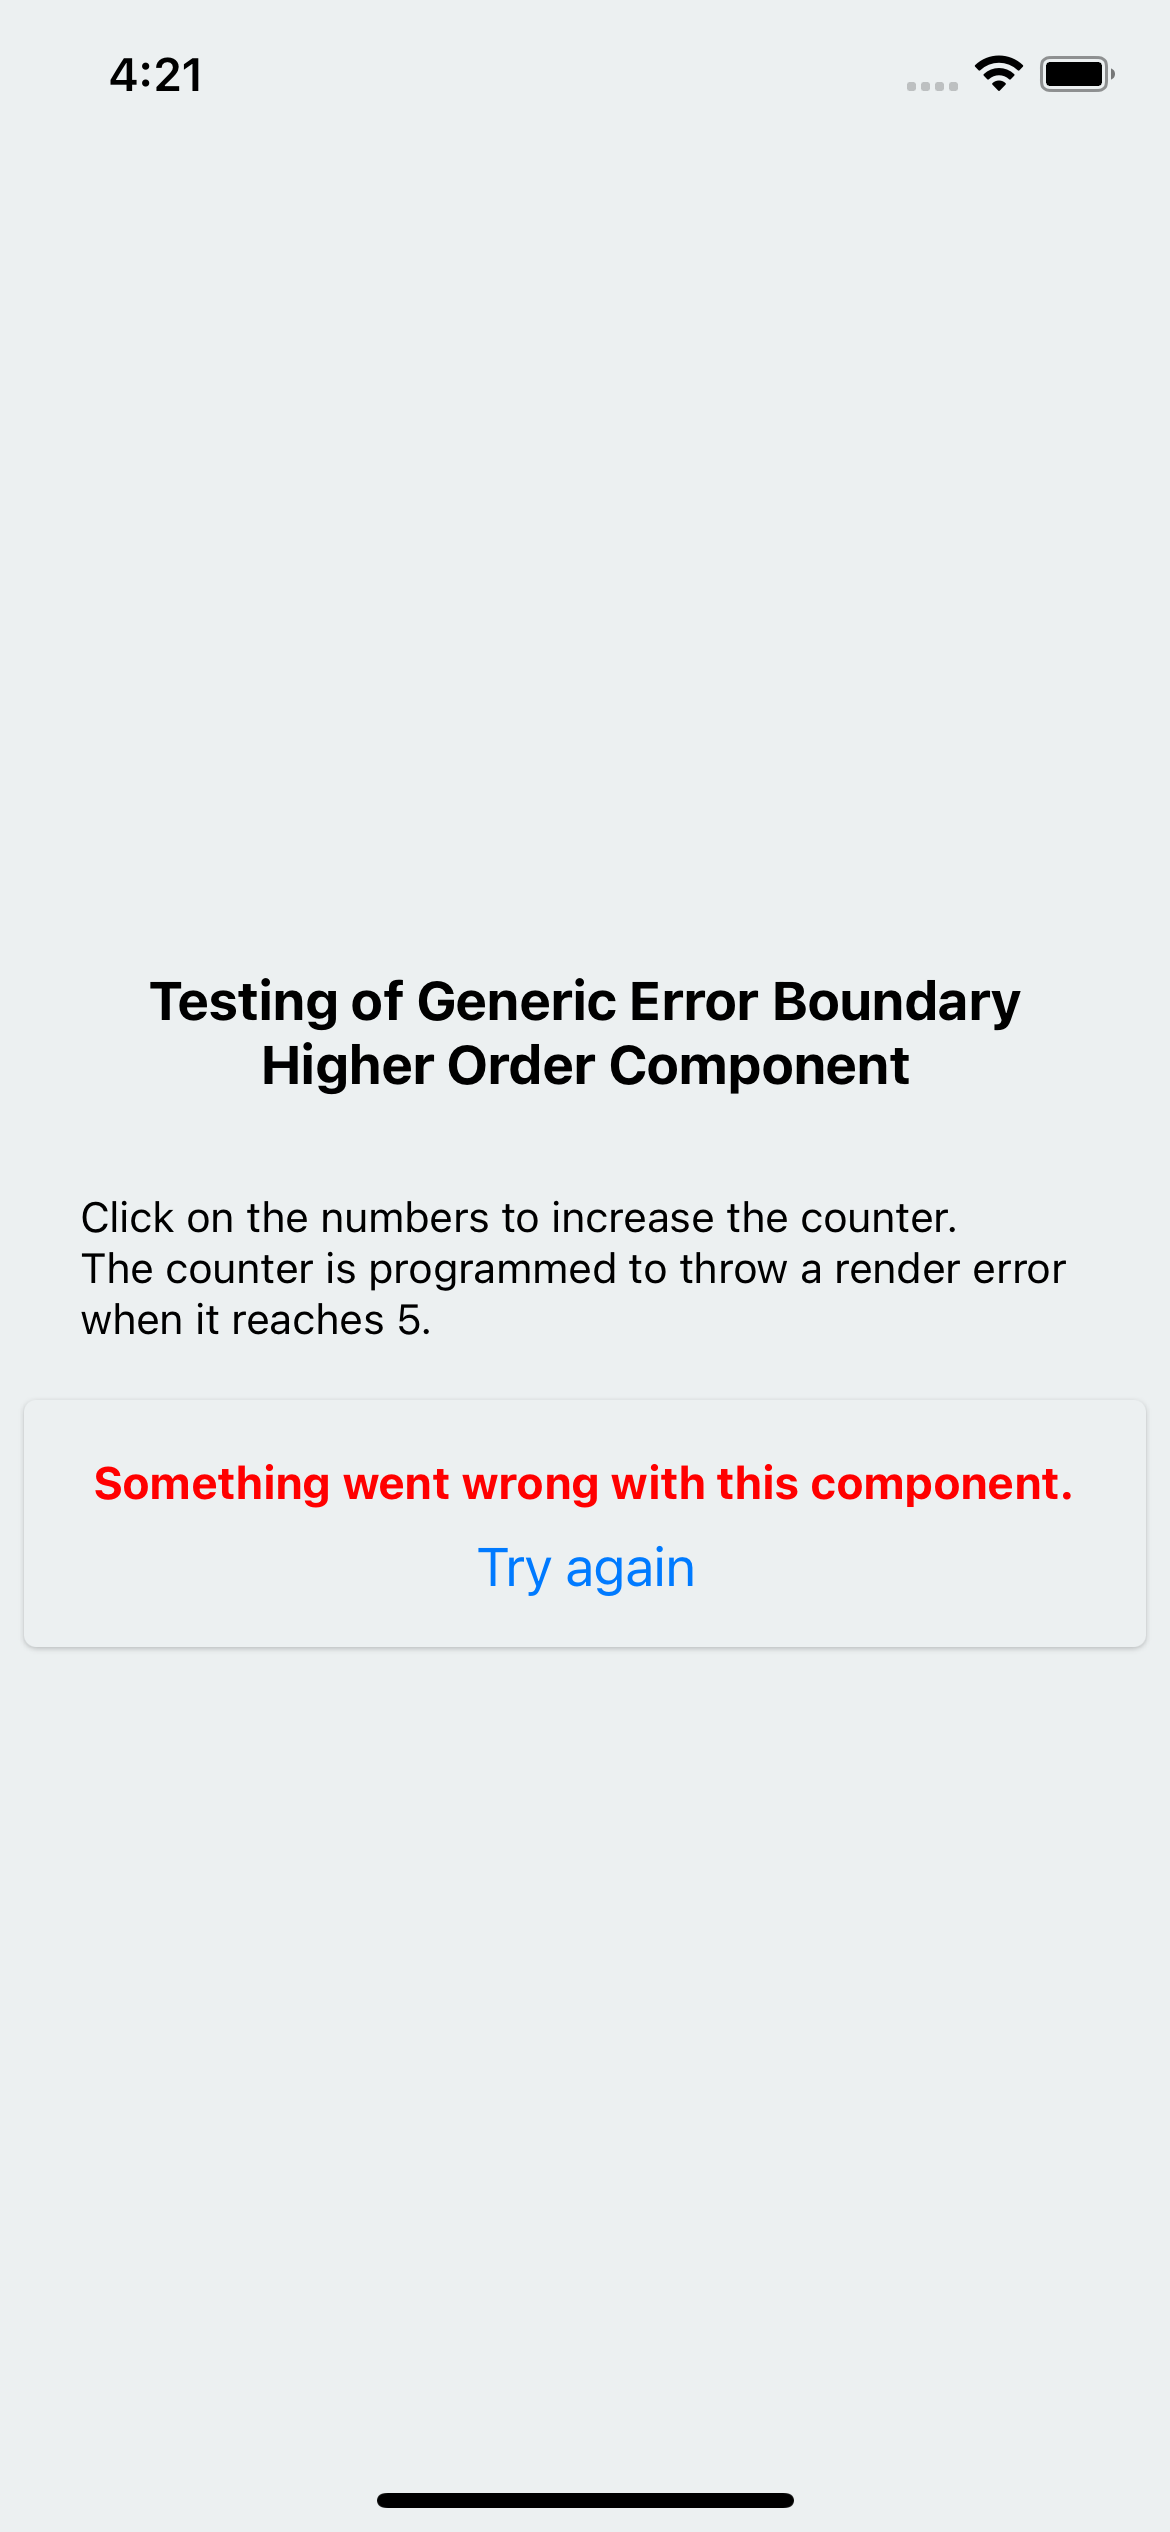 4:21
Testing of Generic Error Boundary
Higher Order Component
Click on the numbers to increase the counter.
The counter is programmed to throw a render error
when it reaches 5.
Something went wrong with this component.
Try again